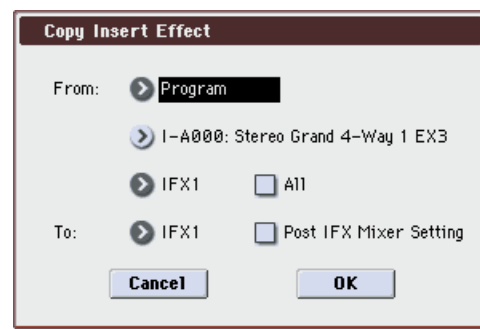 Copy Insert Effect
From: Program
I-A000: Stereo Grand 4-Way 1 EX3
IFX1 All
To: IFX1 Post IFX Mixer Setting
Cancel OK